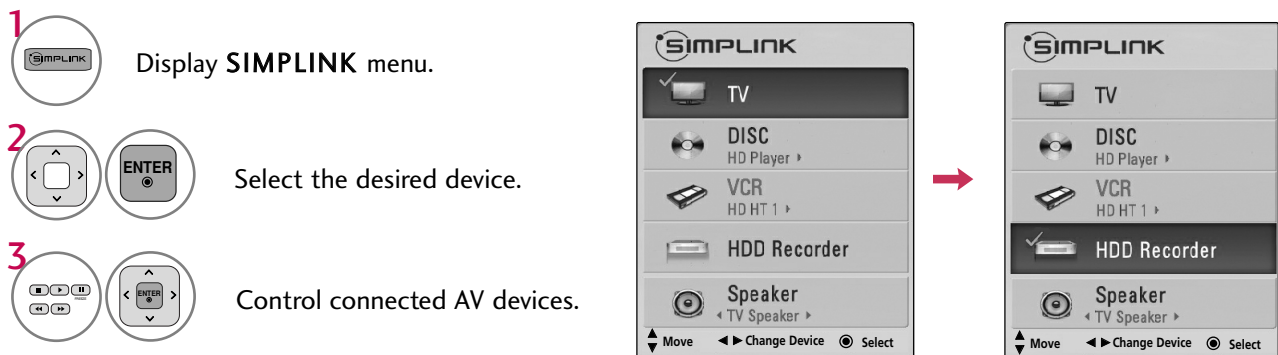 1
SIMPLINK
Display SIMPLINK menu.
2
ENTER
Select the desired device.
3
ENTER
Control connected AV devices.
SIMPLINK
TV
DISC
HD Player
VCR
HD HT 1
HDD Recorder
Speaker
TV Speaker
Move Change Device Select
SIMPLINK
TV
DISC
HD Player
VCR
HD HT 1
HDD Recorder
Speaker
TV Speaker
Move Change Device Select